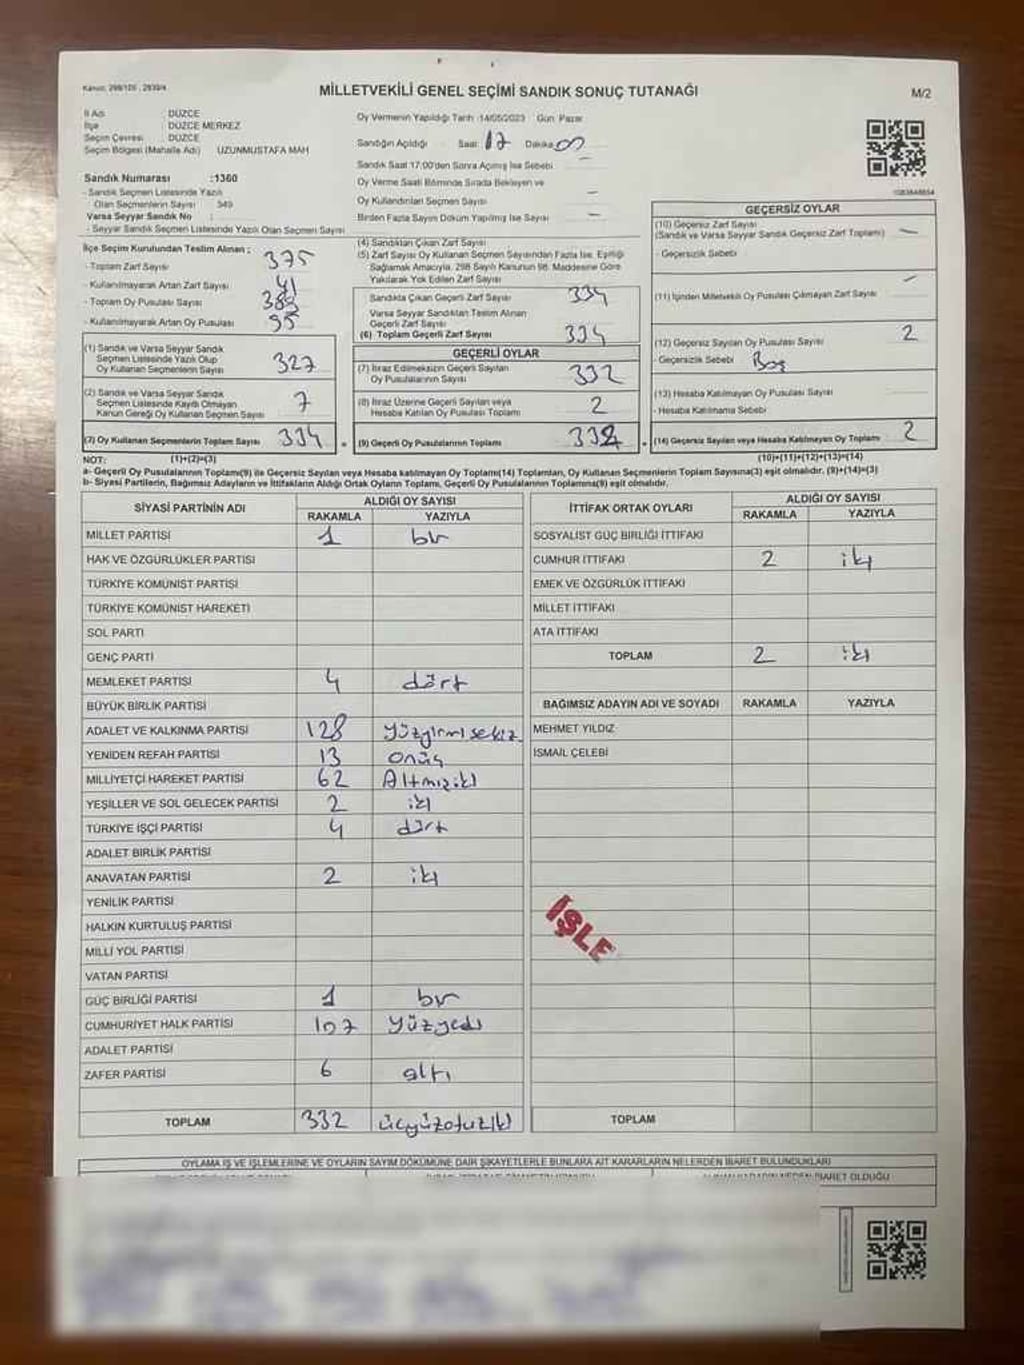 Kanun: 298/105 , 2839/4
MİLLETVEKİLİ GENEL SEÇİMİ SANDIK SONUÇ TUTANAĞI
M/2
İl Adı : DÜZCE
İlçe : DÜZCE MERKEZ
Seçim Çevresi : DÜZCE
Seçim Bölgesi (Mahalle Adı) UZUNMUSTAFA MAH
Sandık Numarası :1360
- Sandık Seçmen Listesinde Yazılı
Olan Seçmenlerin Sayısı : 349
Varsa Seyyar Sandık No :
- Seyyar Sandık Seçmen Listesinde Yazılı Olan Seçmen Sayısı
Oy Vermenin Yapıldığı Tarih :14/05/2023 Gün: Pazar
Sandığın Açıldığı Saat: 17 Dakika: 00
Sandık Saat 17:00'den Sonra Açılmış İse Sebebi —
Oy Verme Saati Bitiminde Sırada Bekleyen ve
Oy Kullandırılan Seçmen Sayısı —
Birden Fazla Sayım Döküm Yapılmış İse Sayısı —
İlçe Seçim Kurulundan Teslim Alınan ;
- Toplam Zarf Sayısı 375
- Kullanılmayarak Artan Zarf Sayısı 41
- Toplam Oy Pusulası Sayısı
- Kullanılmayarak Artan Oy Pusulası
(1) Sandık ve Varsa Seyyar Sandık
Seçmen Listesinde Yazılı Olup
Oy Kullanan Seçmenlerin Sayısı 327
(2) Sandık ve Varsa Seyyar Sandık
Seçmen Listesinde Kaydı Olmayan
Kanun Gereği Oy Kullanan Seçmen Sayısı 7
(3) Oy Kullanan Seçmenlerin Toplam Sayısı 334
(4) Sandıktan Çıkan Zarf Sayısı
(5) Zarf Sayısı Oy Kullanan Seçmen Sayısından Fazla İse, Eşitliği
Sağlamak Amacıyla, 298 Sayılı Kanunun 98. Maddesine Göre
Yakılarak Yok Edilen Zarf Sayısı
Sandıkta Çıkan Geçerli Zarf Sayısı 334
Varsa Seyyar Sandıktan Teslim Alınan
Geçerli Zarf Sayısı
(6) Toplam Geçerli Zarf Sayısı 334
GEÇERLİ OYLAR
(7) İtiraz Edilmeksizin Geçerli Sayılan
Oy Pusulalarının Sayısı 332
(8) İtiraz Üzerine Geçerli Sayılan veya
Hesaba Katılan Oy Pusulası Toplamı 2
= (9) Geçerli Oy Pusulalarının Toplamı 332
GEÇERSİZ OYLAR
(10) Geçersiz Zarf Sayısı
(Sandık ve Varsa Seyyar Sandık Geçersiz Zarf Toplamı) —
- Geçersizlik Sebebi
(11) İçinden Milletvekili Oy Pusulası Çıkmayan Zarf Sayısı —
(12) Geçersiz Sayılan Oy Pusulası Sayısı 2
- Geçersizlik Sebebi Boş
(13) Hesaba Katılmayan Oy Pusulası Sayısı
- Hesaba Katılmama Sebebi
+ (14) Geçersiz Sayılan veya Hesaba Katılmayan Oy Toplamı 2
NOT: (1)+(2)=(3) (10)+(11)+(12)+(13)=(14)
a- Geçerli Oy Pusulalarının Toplamı(9) ile Geçersiz Sayılan veya Hesaba katılmayan Oy Toplamı(14) Toplamları, Oy Kullanan Seçmenlerin Toplam Sayısına(3) eşit olmalıdır. (9)+(14)=(3)
b- Siyasi Partilerin, Bağımsız Adayların ve İttifakların Aldığı Ortak Oyların Toplamı, Geçerli Oy Pusulalarının Toplamına(9) eşit olmalıdır.
SİYASİ PARTİNİN ADI ALDIĞI OY SAYISI
RAKAMLA YAZIYLA
MİLLET PARTİSİ 1 bir
HAK VE ÖZGÜRLÜKLER PARTİSİ
TÜRKİYE KOMÜNİST PARTİSİ
TÜRKİYE KOMÜNİST HAREKETİ
SOL PARTİ
GENÇ PARTİ
MEMLEKET PARTİSİ 4 dört
BÜYÜK BİRLİK PARTİSİ
ADALET VE KALKINMA PARTİSİ 128 Yüzyirmisekiz
YENİDEN REFAH PARTİSİ 13 onüç
MİLLİYETÇİ HAREKET PARTİSİ 62 Altmışiki
YEŞİLLER VE SOL GELECEK PARTİSİ 2 iki
TÜRKİYE İŞÇİ PARTİSİ 4 dört
ADALET BİRLİK PARTİSİ
ANAVATAN PARTİSİ 2 iki
YENİLİK PARTİSİ
HALKIN KURTULUŞ PARTİSİ
MİLLİ YOL PARTİSİ
VATAN PARTİSİ
GÜÇ BİRLİĞİ PARTİSİ 1 bir
CUMHURİYET HALK PARTİSİ 107 Yüzyedi
ADALET PARTİSİ
ZAFER PARTİSİ 6 altı
TOPLAM 332 üçyüzotuziki
İTTİFAK ORTAK OYLARI ALDIĞI OY SAYISI
RAKAMLA YAZIYLA
SOSYALİST GÜÇ BİRLİĞİ İTTİFAKI
CUMHUR İTTİFAKI 2 iki
EMEK VE ÖZGÜRLÜK İTTİFAKI
MİLLET İTTİFAKI
ATA İTTİFAKI
TOPLAM 2 iki
BAĞIMSIZ ADAYIN ADI VE SOYADI RAKAMLA YAZIYLA
MEHMET YILDIZ
İSMAİL ÇELEBİ
İŞLE
TOPLAM
OYLAMA İŞ VE İŞLEMLERİNE VE OYLARIN SAYIM DÖKÜMÜNE DAİR ŞİKAYETLERLE BUNLARA AİT KARARLARIN NELERDEN İBARET BULUNDUKLARI